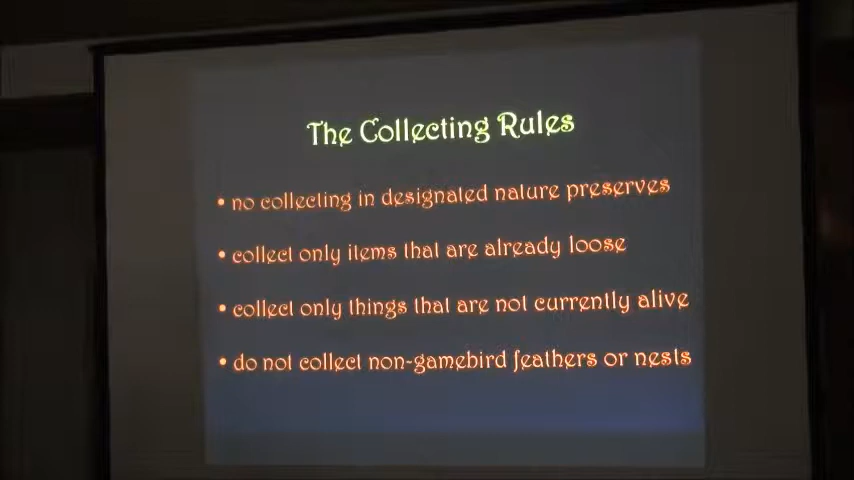 The Collecting Rules
• no collecting in designated nature preserves
• collect only items that are already loose
• collect only things that are not currently alive
• do not collect non-gamebird feathers or nests